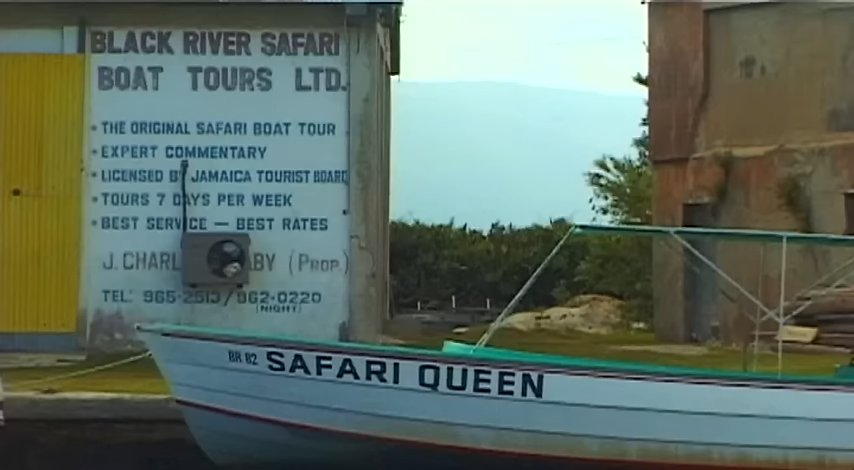 BLACK RIVER SAFARI
BOAT TOURS LTD.
• THE ORIGINAL SAFARI BOAT TOUR
• EXPERT COMMENTARY
• LICENSED BY JAMAICA TOURIST BOARD
• TOURS 7 DAYS PER WEEK
• BEST SERVICE — BEST RATES
J. CHARL (PROP.)
TEL: 965-2513/962-0220
(NIGHT)
BR 82 SAFARI QUEEN